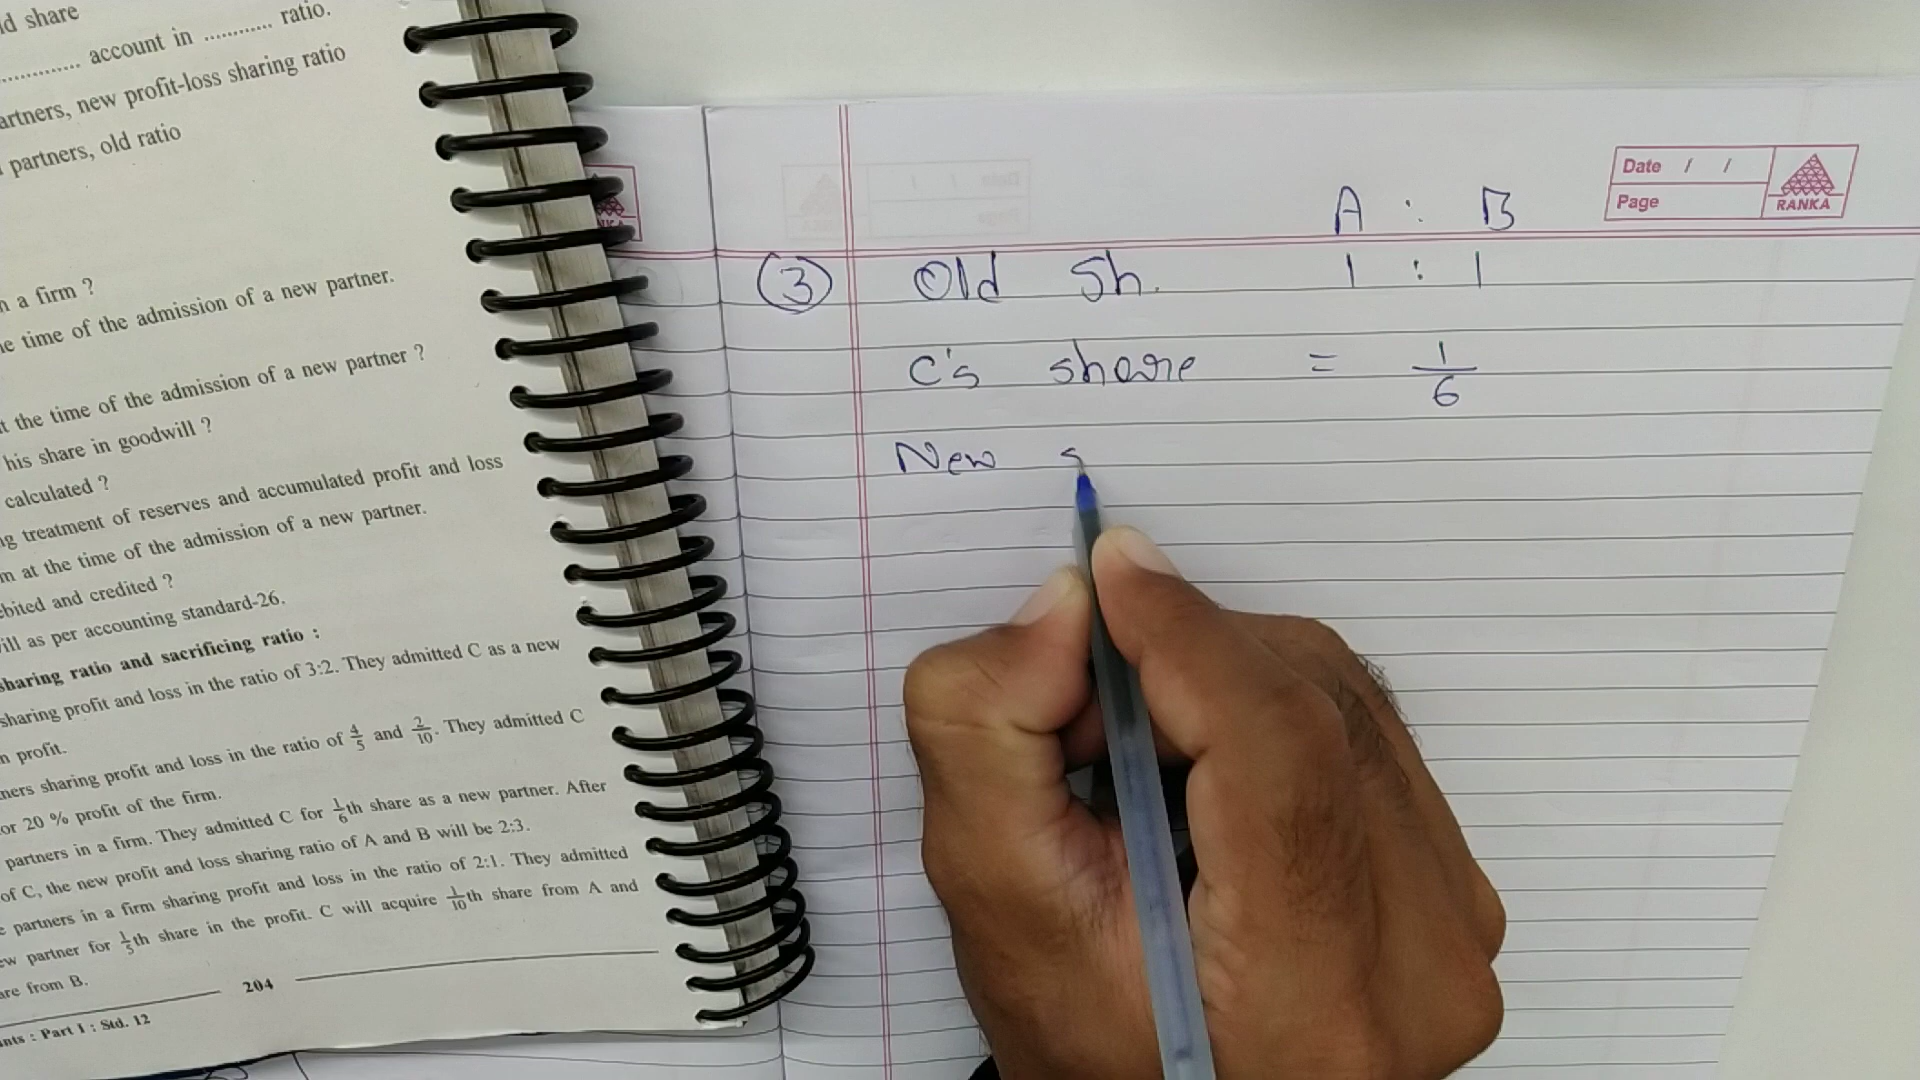 ld share
............. account in ............ ratio.
artners, new profit-loss sharing ratio
partners, old ratio
n a firm ?
e time of the admission of a new partner.
t the time of the admission of a new partner ?
his share in goodwill ?
calculated ?
ng treatment of reserves and accumulated profit and loss
m at the time of the admission of a new partner.
ebited and credited ?
ill as per accounting standard-26.
sharing ratio and sacrificing ratio :
sharing profit and loss in the ratio of 3:2. They admitted C as a new
n profit.
ners sharing profit and loss in the ratio of 4/5 and 2/10. They admitted C
or 20 % profit of the firm.
partners in a firm. They admitted C for 1/6th share as a new partner. After
of C, the new profit and loss sharing ratio of A and B will be 2:3.
e partners in a firm sharing profit and loss in the ratio of 2:1. They admitted
ew partner for 1/5th share in the profit. C will acquire 1/10th share from A and
are from B.
204
nts : Part 1 : Std. 12
Date / /
Page
RANKA
A : B
(3) Old Sh. 1 : 1
C's share = 1/6
New s